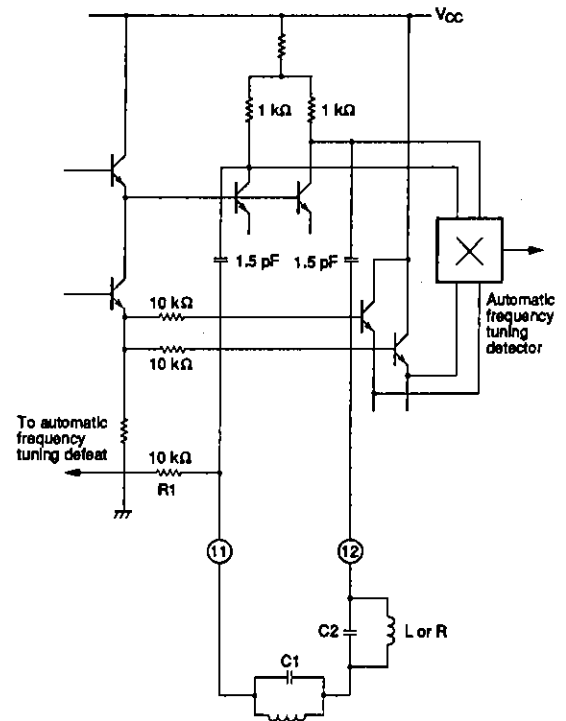 VCC
1 kΩ
1 kΩ
1.5 pF
1.5 pF
10 kΩ
10 kΩ
Automatic
frequency
tuning
detector
To automatic
frequency
tuning defeat
10 kΩ
R1
11
12
C2
L or R
C1